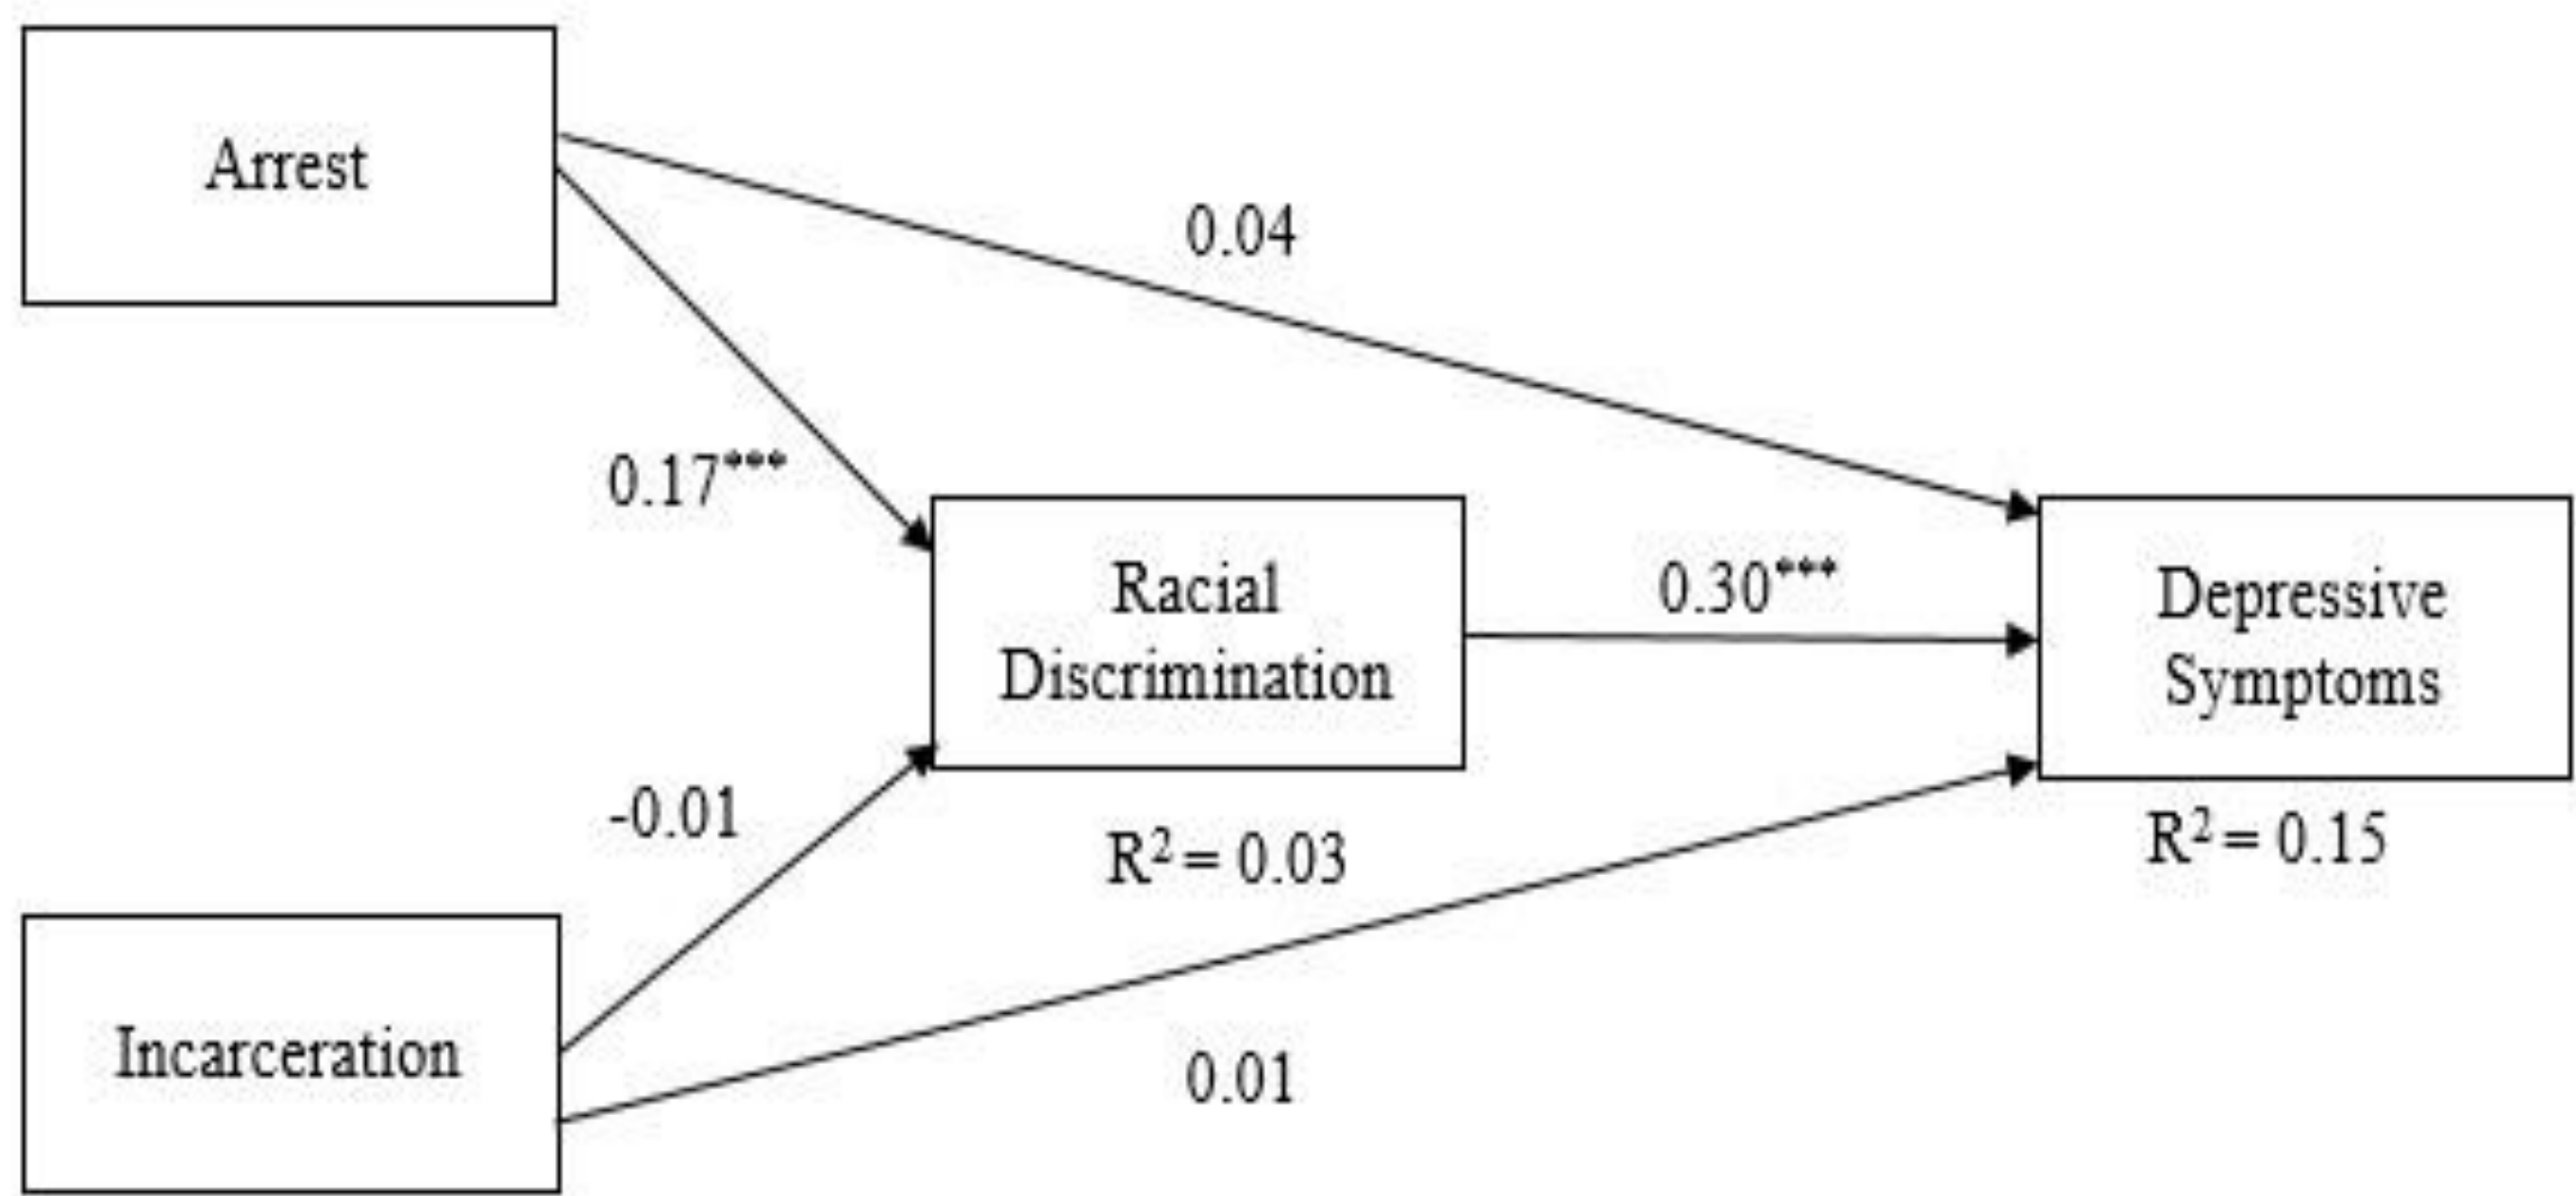 Arrest
0.04
0.17***
Racial
Discrimination
0.30***
Depressive
Symptoms
-0.01
R² = 0.03
R² = 0.15
Incarceration
0.01